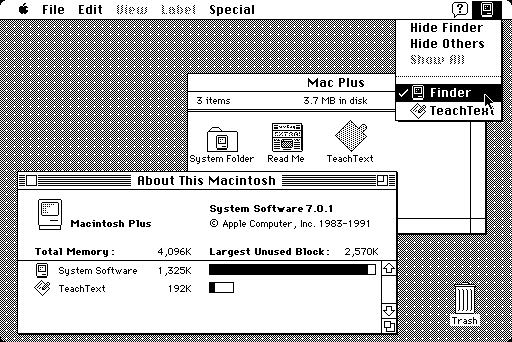 File Edit View Label Special
Hide Finder
Hide Others
Show All
Finder
TeachText
Mac Plus
3 items 3.7 MB in disk
EXTRA!
System Folder Read Me TeachText
About This Macintosh
Macintosh Plus
System Software 7.0.1
© Apple Computer, Inc. 1983-1991
Total Memory : 4,096K Largest Unused Block : 2,570K
System Software 1,325K
TeachText 192K
Trash